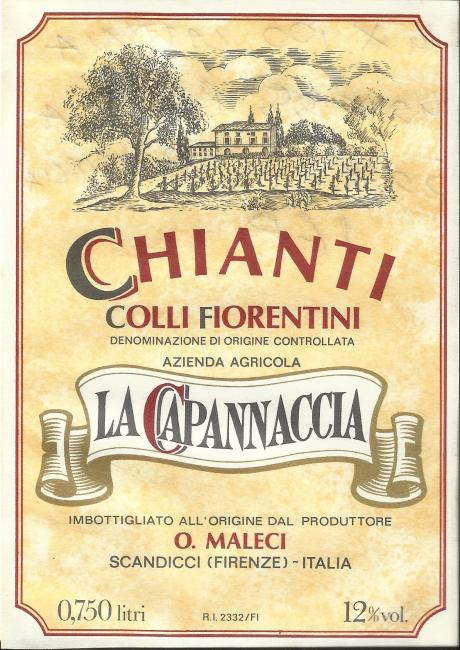 CHIANTI
COLLI FIORENTINI
DENOMINAZIONE DI ORIGINE CONTROLLATA
AZIENDA AGRICOLA
LA CAPANNACCIA
IMBOTTIGLIATO ALL'ORIGINE DAL PRODUTTORE
O. MALECI
SCANDICCI (FIRENZE) - ITALIA
0,750 litri R.I. 2332/FI 12% vol.